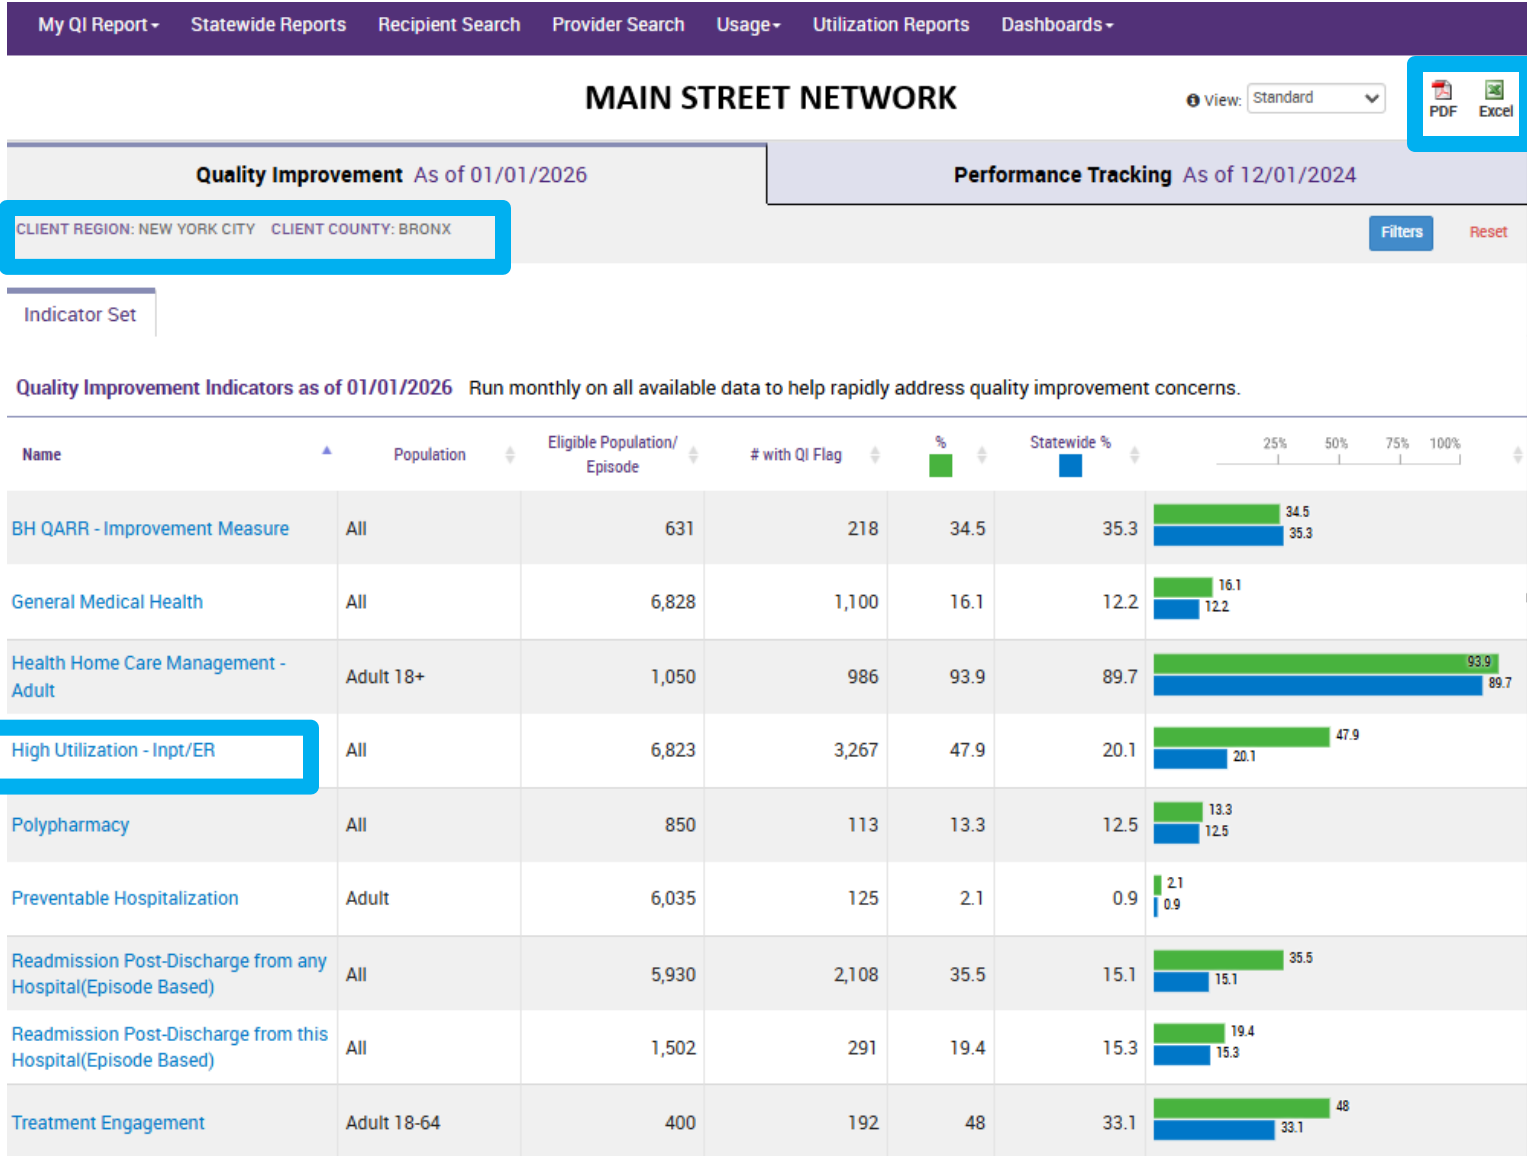 My QI Report Statewide Reports Recipient Search Provider Search Usage Utilization Reports Dashboards
MAIN STREET NETWORK
View: Standard
PDF Excel
Quality Improvement As of 01/01/2026
Performance Tracking As of 12/01/2024
CLIENT REGION: NEW YORK CITY CLIENT COUNTY: BRONX
Filters Reset
Indicator Set
Quality Improvement Indicators as of 01/01/2026 Run monthly on all available data to help rapidly address quality improvement concerns.
Name Population Eligible Population/ Episode # with QI Flag % Statewide % 25% 50% 75% 100%
BH QARR - Improvement Measure All 631 218 34.5 35.3 34.5 35.3
General Medical Health All 6,828 1,100 16.1 12.2 16.1 12.2
Health Home Care Management -
Adult Adult 18+ 1,050 986 93.9 89.7 93.9 89.7
High Utilization - Inpt/ER All 6,823 3,267 47.9 20.1 47.9 20.1
Polypharmacy All 850 113 13.3 12.5 13.3 12.5
Preventable Hospitalization Adult 6,035 125 2.1 0.9 2.1 0.9
Readmission Post-Discharge from any
Hospital(Episode Based) All 5,930 2,108 35.5 15.1 35.5 15.1
Readmission Post-Discharge from this
Hospital(Episode Based) All 1,502 291 19.4 15.3 19.4 15.3
Treatment Engagement Adult 18-64 400 192 48 33.1 48 33.1